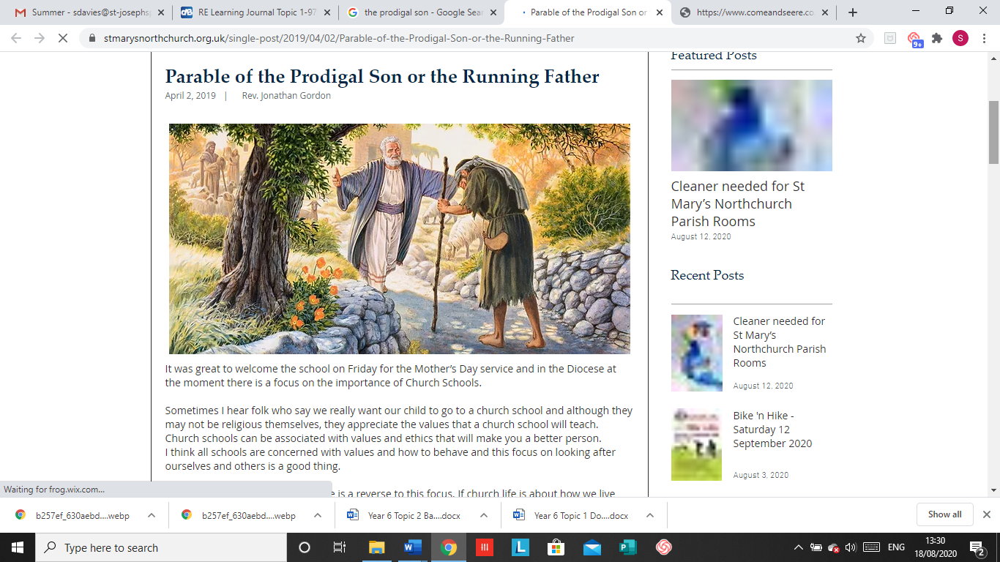 Summer - sdavies@st-josephs
RE Learning Journal Topic 1-97
the prodigal son - Google Sear
Parable of the Prodigal Son or
https://www.comeandseere.co
stmarysnorthchurch.org.uk/single-post/2019/04/02/Parable-of-the-Prodigal-Son-or-the-Running-Father
9+
S
Parable of the Prodigal Son or the Running Father
April 2, 2019 | Rev. Jonathan Gordon
It was great to welcome the school on Friday for the Mother's Day service and in the Diocese at
the moment there is a focus on the importance of Church Schools.
Sometimes I hear folk who say we really want our child to go to a church school and although they
may not be religious themselves, they appreciate the values that a church school will teach.
Church schools can be associated with values and ethics that will make you a better person.
I think all schools are concerned with values and how to behave and this focus on looking after
ourselves and others is a good thing.
e is a reverse to this focus. If church life is about how we live
Featured Posts
Cleaner needed for St
Mary's Northchurch
Parish Rooms
August 12, 2020
Recent Posts
Cleaner needed for
St Mary's
Northchurch Parish
Rooms
August 12, 2020
Bike 'n Hike -
Saturday 12
September 2020
August 3, 2020
Waiting for frog.wix.com...
b257ef_630aebd....webp
b257ef_630aebd....webp
Year 6 Topic 2 Ba....docx
Year 6 Topic 1 Do....docx
Show all
Type here to search
ENG
13:30
18/08/2020
2